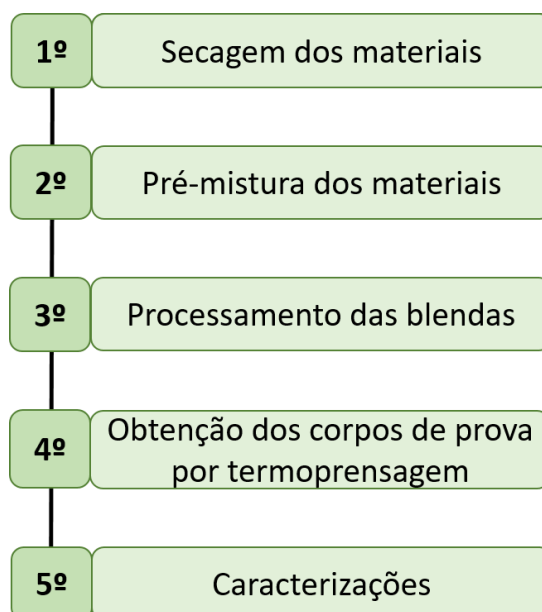 1º Secagem dos materiais
2º Pré-mistura dos materiais
3º Processamento das blendas
4º Obtenção dos corpos de prova
por termoprensagem
5º Caracterizações